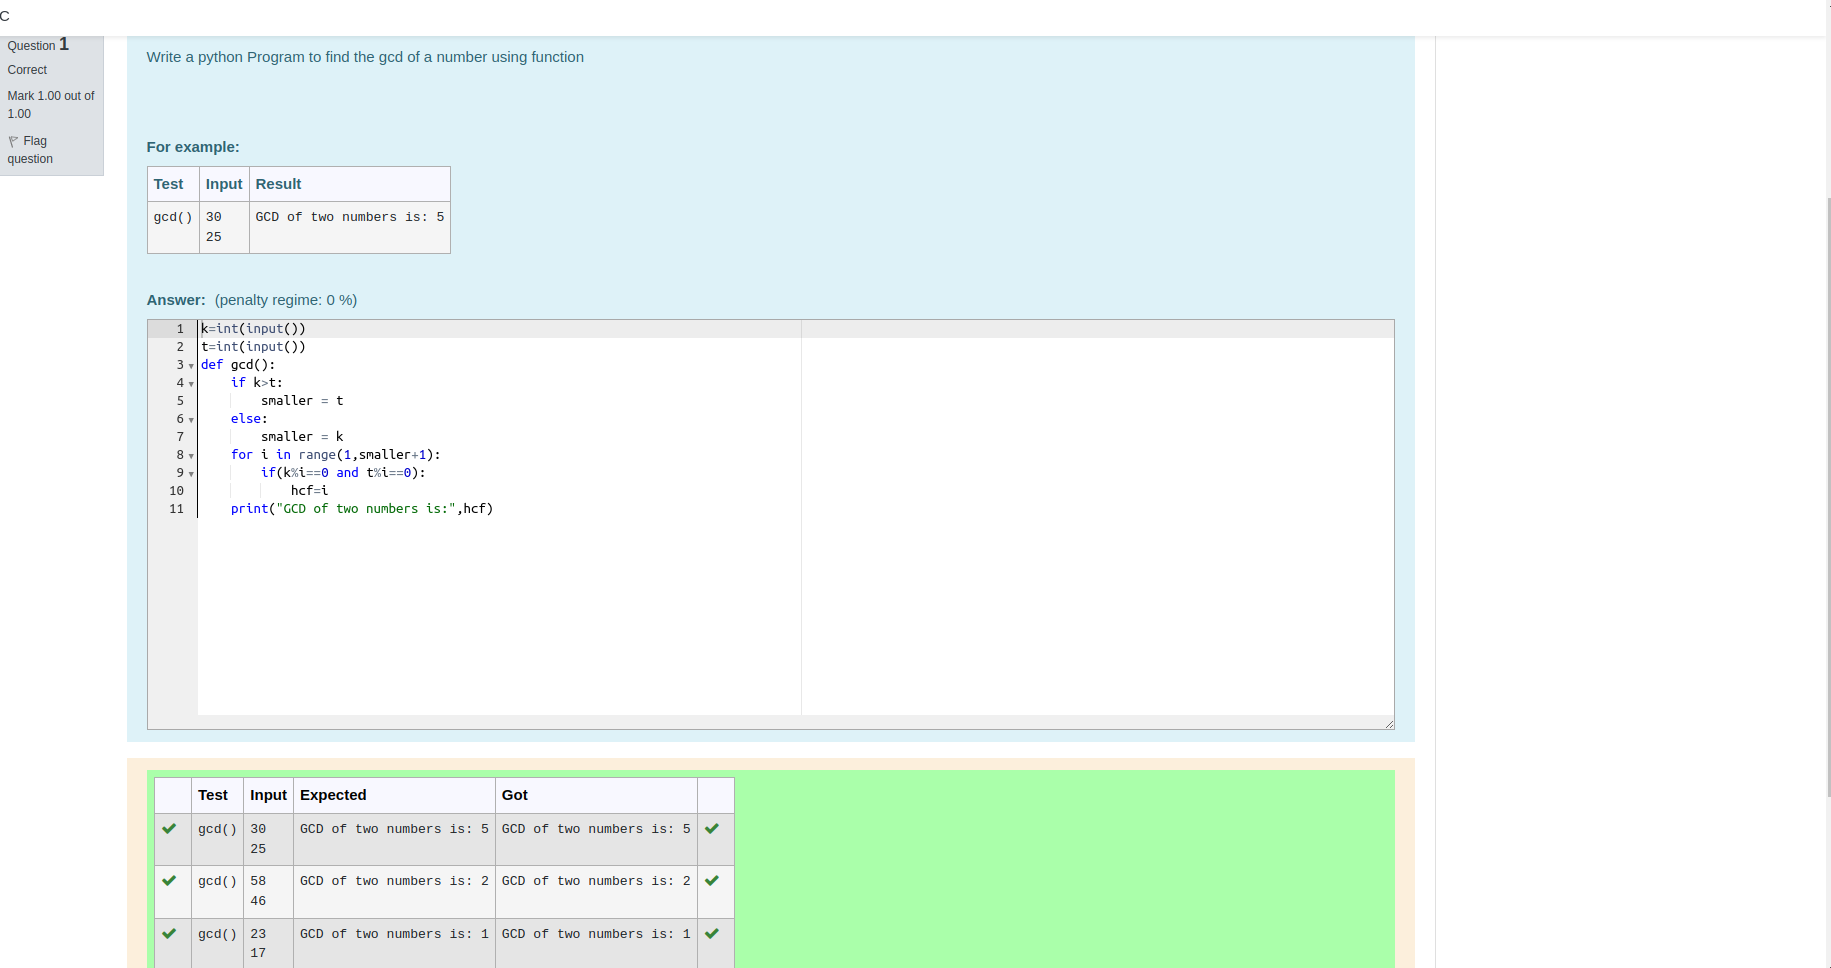 C
Question 1
Correct
Mark 1.00 out of
1.00
Flag
question
Write a python Program to find the gcd of a number using function
For example:
Test Input Result
gcd() 30 GCD of two numbers is: 5
25
Answer: (penalty regime: 0 %)
1 k=int(input())
2 t=int(input())
3 def gcd():
4 if k>t:
5 smaller = t
6 else:
7 smaller = k
8 for i in range(1,smaller+1):
9 if(k%i==0 and t%i==0):
10 hcf=i
11 print("GCD of two numbers is:",hcf)
Test Input Expected Got
gcd() 30 GCD of two numbers is: 5 GCD of two numbers is: 5
25
gcd() 58 GCD of two numbers is: 2 GCD of two numbers is: 2
46
gcd() 23 GCD of two numbers is: 1 GCD of two numbers is: 1
17